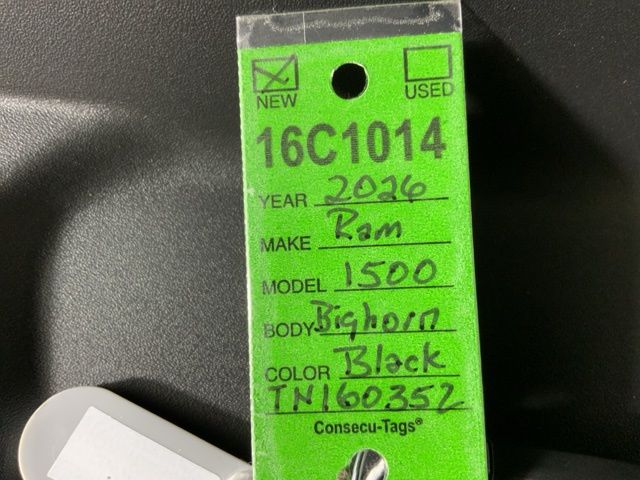 NEW USED
16C1014
YEAR 2026
MAKE Ram
MODEL 1500
BODY Bighorn
COLOR Black
TN160352
Consecu-Tags®